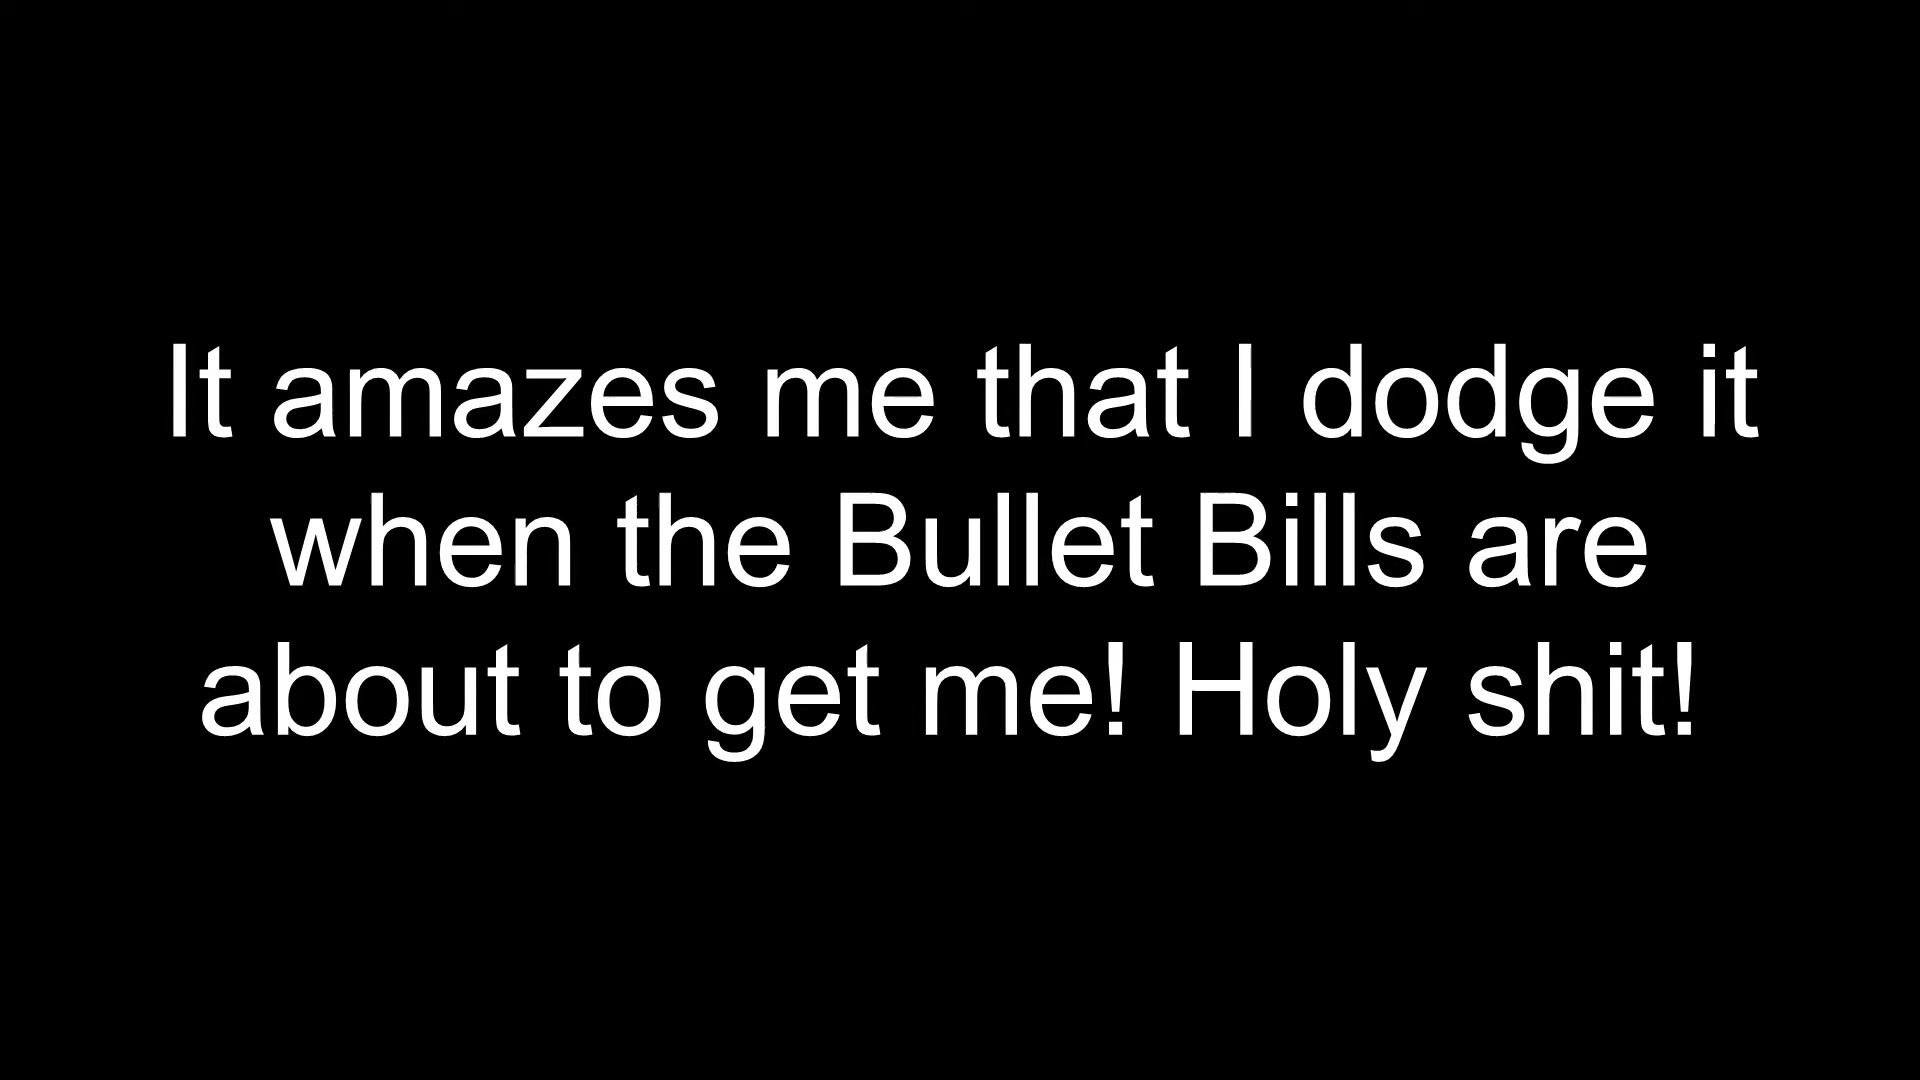 It amazes me that I dodge it
when the Bullet Bills are
about to get me! Holy shit!